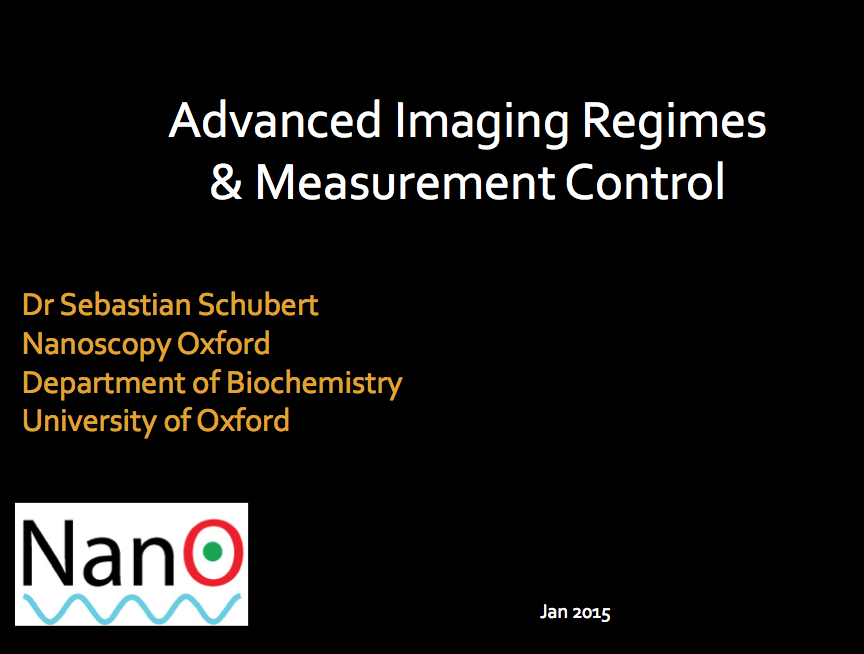 Advanced Imaging Regimes
& Measurement Control
Dr Sebastian Schubert
Nanoscopy Oxford
Department of Biochemistry
University of Oxford
NanO
Jan 2015